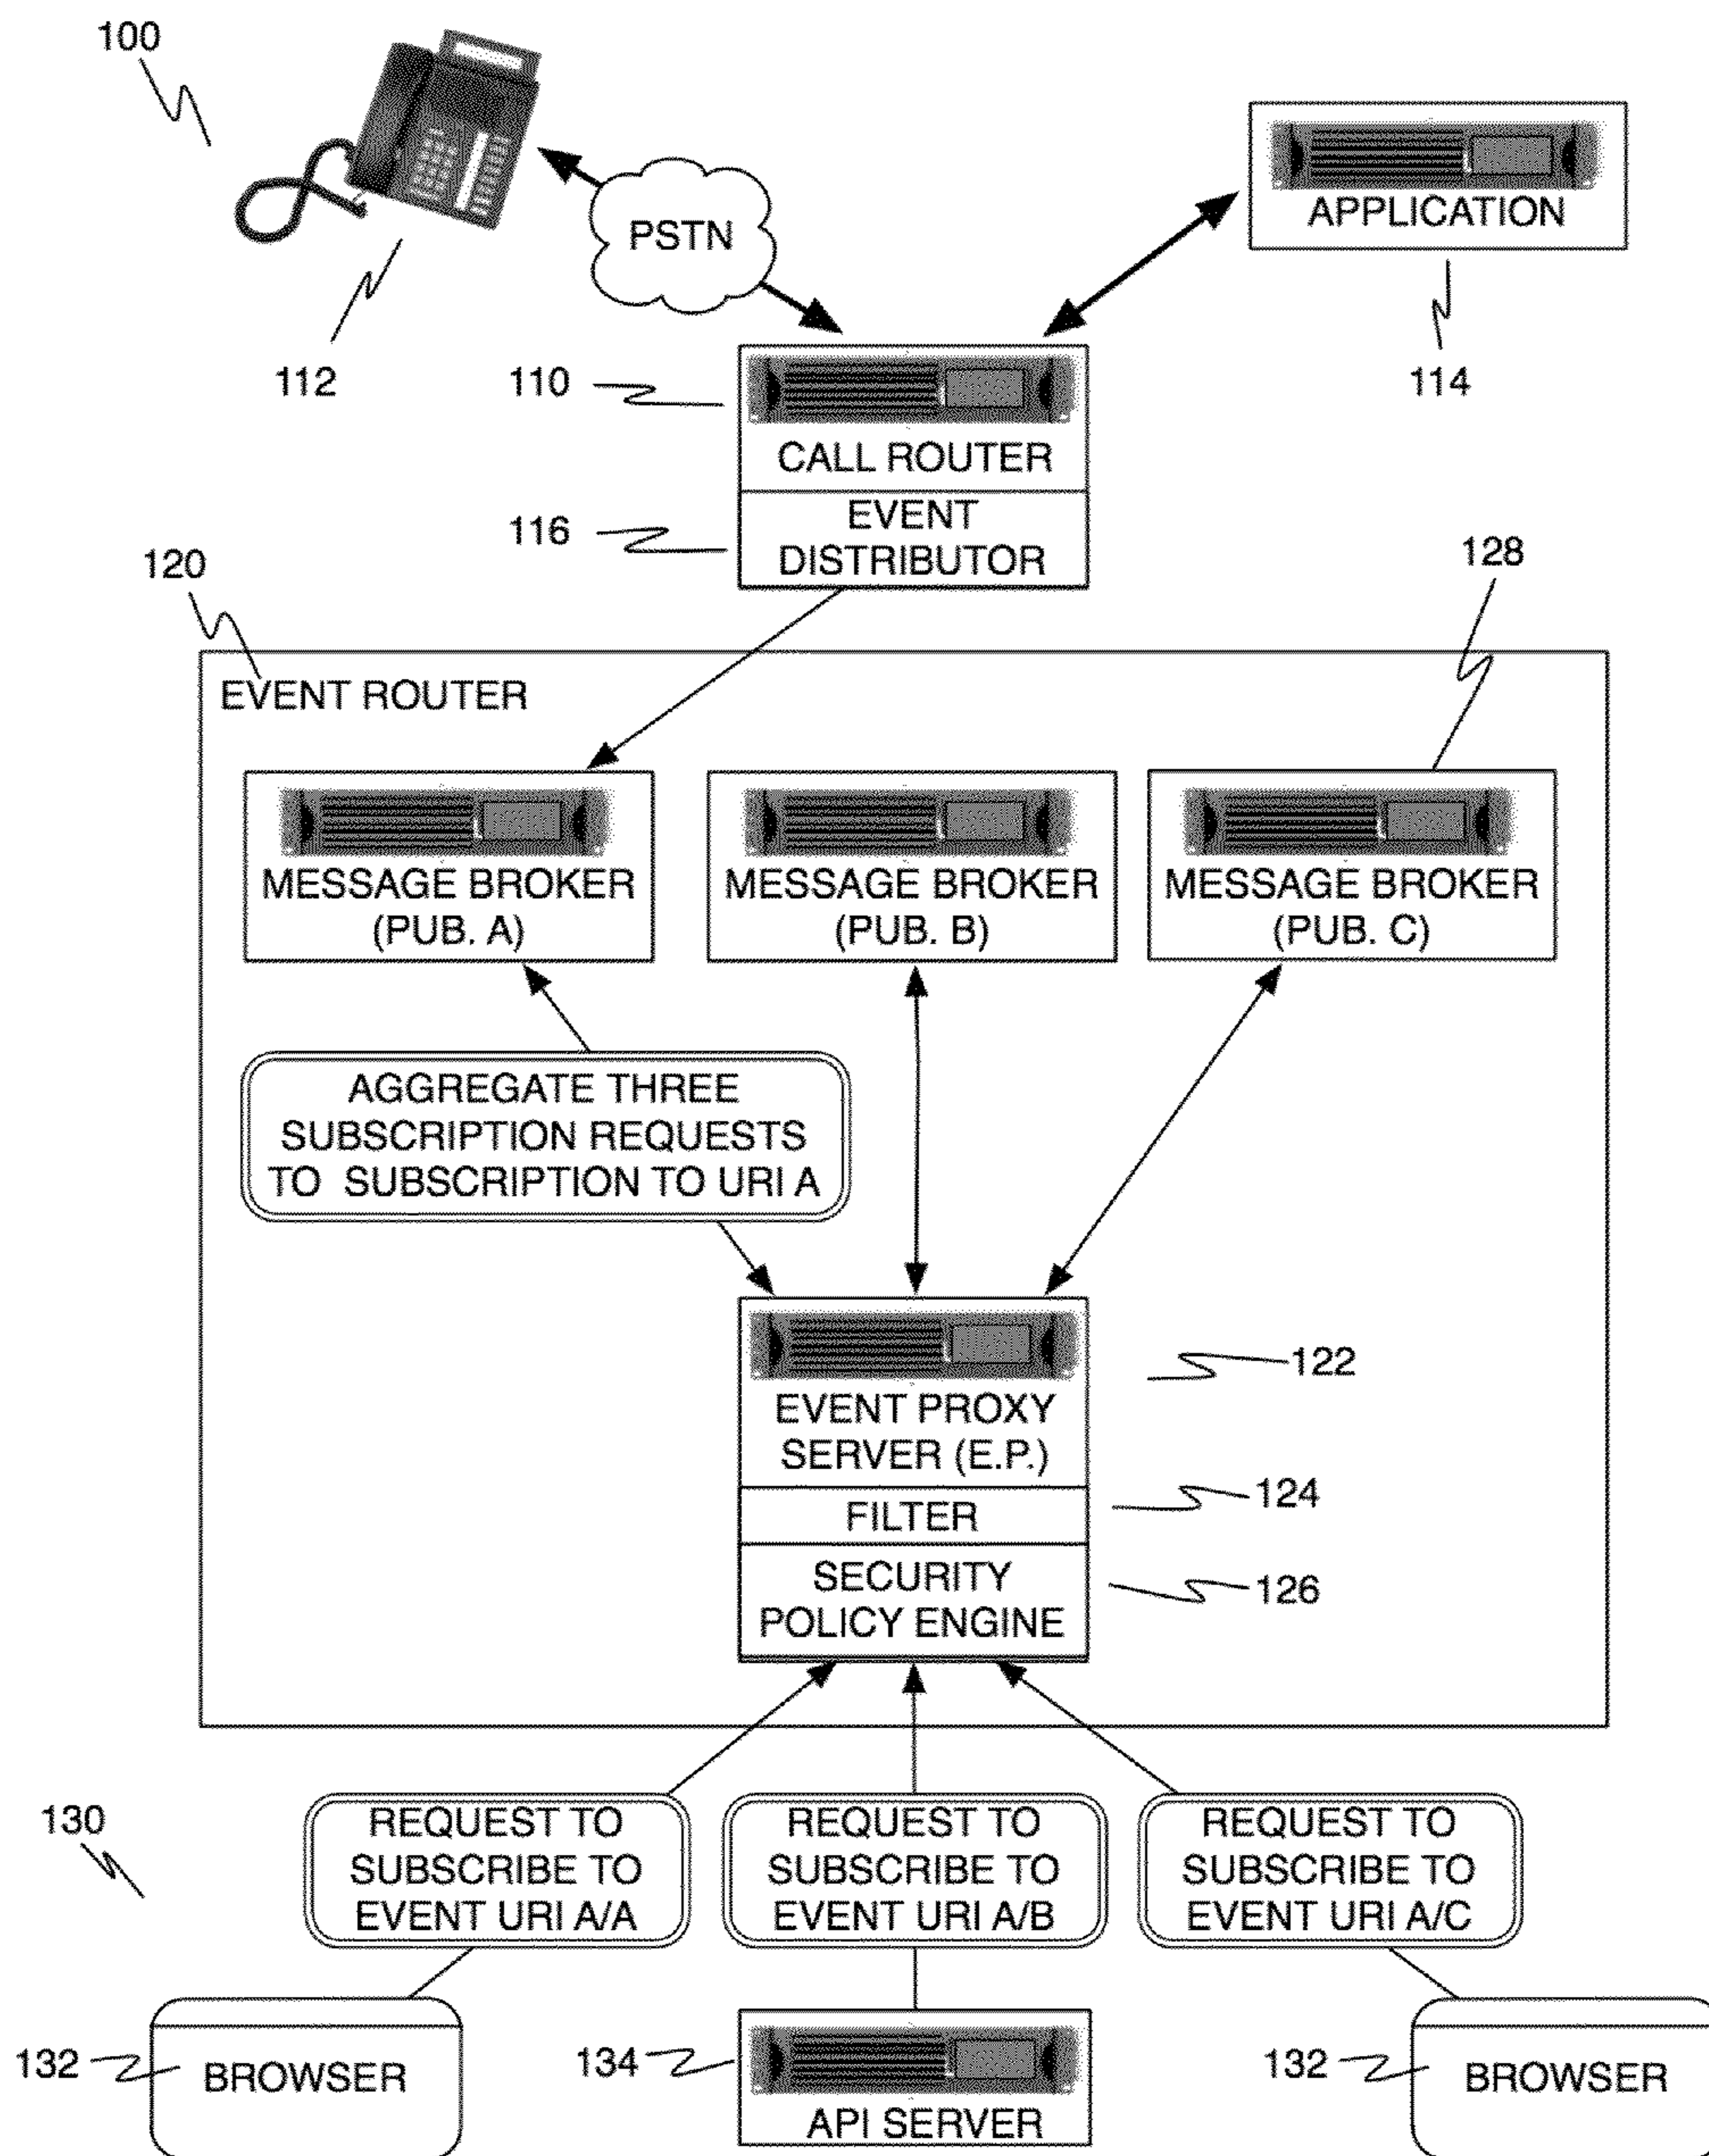 100
PSTN
APPLICATION
112
110
114
CALL ROUTER
116
EVENT
DISTRIBUTOR
120
128
EVENT ROUTER
MESSAGE BROKER
(PUB. A)
MESSAGE BROKER
(PUB. B)
MESSAGE BROKER
(PUB. C)
AGGREGATE THREE
SUBSCRIPTION REQUESTS
TO SUBSCRIPTION TO URI A
122
EVENT PROXY
SERVER (E.P.)
124
FILTER
SECURITY
POLICY ENGINE
126
130
REQUEST TO
SUBSCRIBE TO
EVENT URI A/A
REQUEST TO
SUBSCRIBE TO
EVENT URI A/B
REQUEST TO
SUBSCRIBE TO
EVENT URI A/C
132
BROWSER
134
API SERVER
132
BROWSER